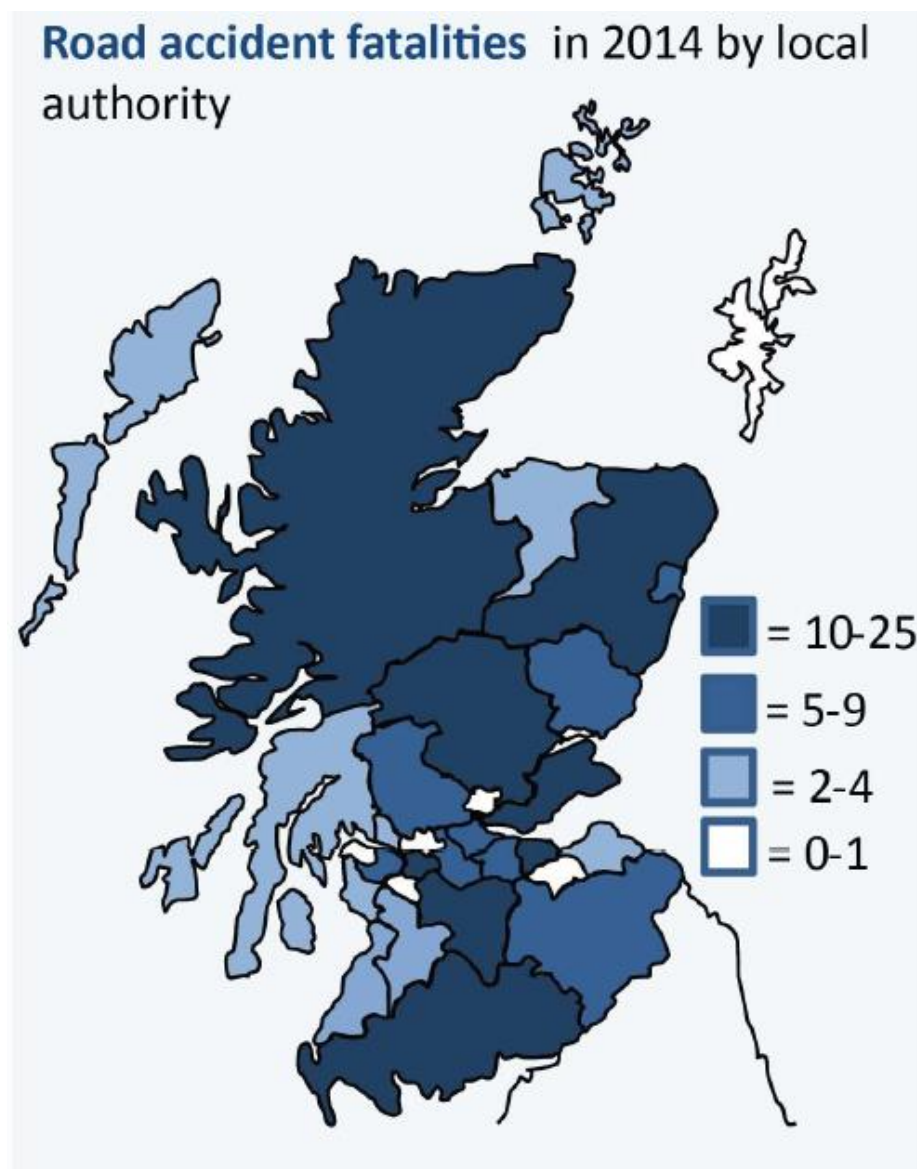 Road accident fatalities in 2014 by local
authority
= 10-25
= 5-9
= 2-4
= 0-1